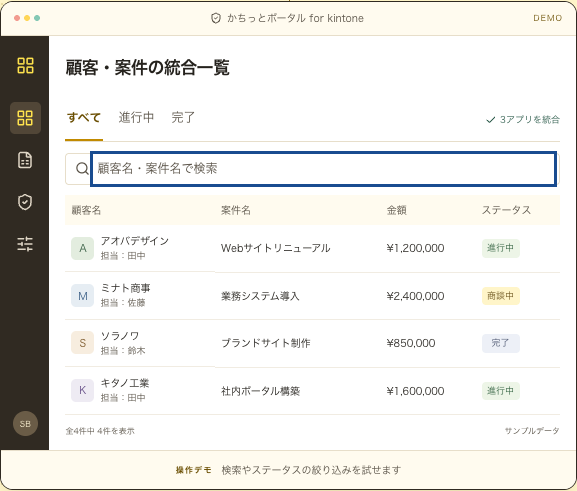 かちっとポータル for kintone
DEMO
顧客・案件の統合一覧
すべて 進行中 完了
3アプリを統合
顧客名・案件名で検索
顧客名 案件名 金額 ステータス
A アオバデザイン Webサイトリニューアル ¥1,200,000 進行中
担当：田中
M ミナト商事 業務システム導入 ¥2,400,000 商談中
担当：佐藤
S ソラノワ ブランドサイト制作 ¥850,000 完了
担当：鈴木
K キタノ工業 社内ポータル構築 ¥1,600,000 進行中
担当：田中
SB
全4件中 4件を表示 サンプルデータ
操作デモ 検索やステータスの絞り込みを試せます